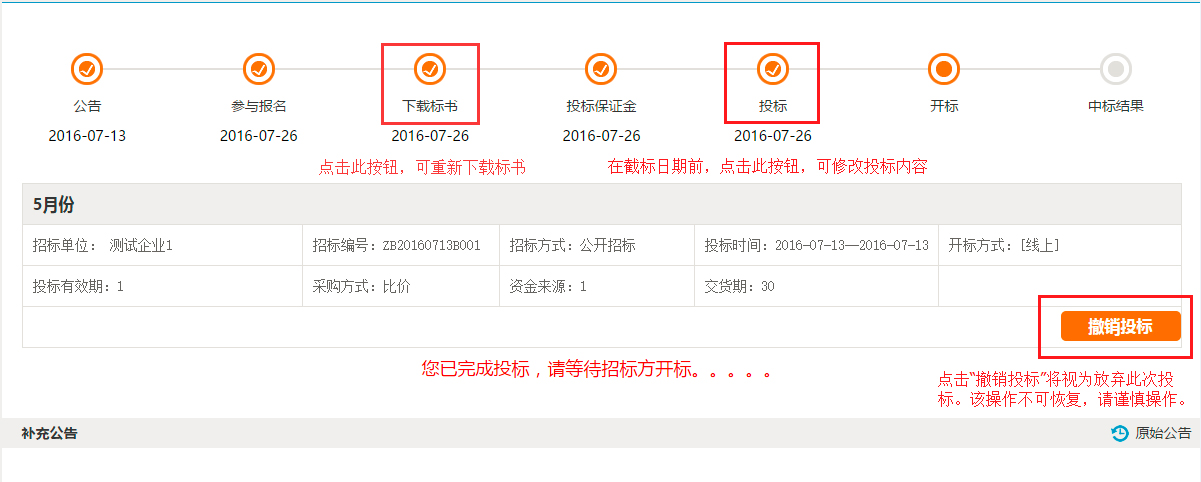 公告 参与报名 下载标书 投标保证金 投标 开标 中标结果
2016-07-13 2016-07-26 2016-07-26 2016-07-26 2016-07-26
点击此按钮，可重新下载标书 在截标日期前，点击此按钮，可修改投标内容
5月份
招标单位： 测试企业1 招标编号：ZB20160713B001 招标方式：公开招标 投标时间：2016-07-13—2016-07-13 开标方式：[线上]
投标有效期：1 采购方式：比价 资金来源：1 交货期：30
撤销投标
您已完成投标，请等待招标方开标。。。。。
点击“撤销投标”将视为放弃此次投
标。该操作不可恢复，请谨慎操作。
补充公告 原始公告